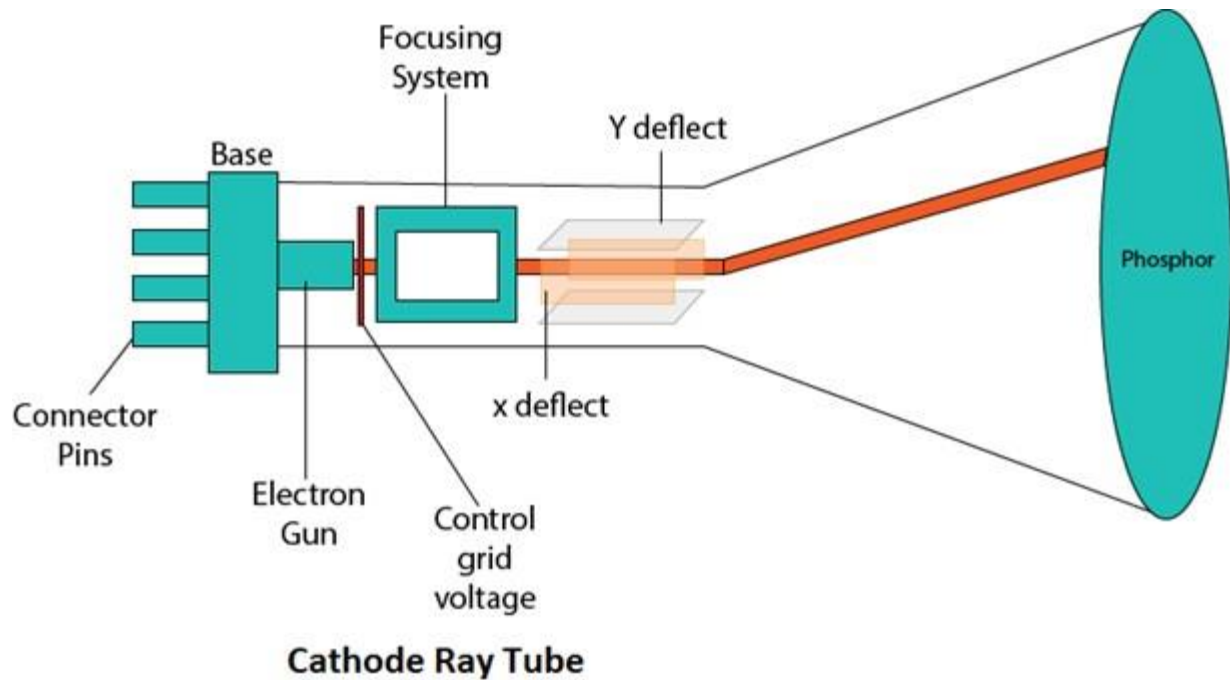 Focusing
System
Y deflect
Base
Phosphor
x deflect
Connector
Pins
Electron
Gun
Control
grid
voltage
Cathode Ray Tube